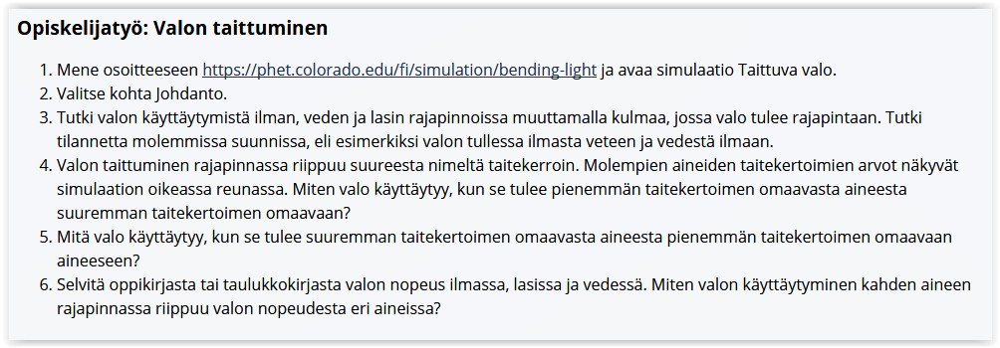 Opiskelijatyö: Valon taittuminen
1. Mene osoitteeseen https://phet.colorado.edu/fi/simulation/bending-light ja avaa simulaatio Taittuva valo.
2. Valitse kohta Johdanto.
3. Tutki valon käyttäytymistä ilman, veden ja lasin rajapinnoissa muuttamalla kulmaa, jossa valo tulee rajapintaan. Tutki
tilannetta molemmissa suunnissa, eli esimerkiksi valon tullessa ilmasta veteen ja vedestä ilmaan.
4. Valon taittuminen rajapinnassa riippuu suureesta nimeltä taitekerroin. Molempien aineiden taitekertoimien arvot näkyvät
simulaation oikeassa reunassa. Miten valo käyttäytyy, kun se tulee pienemmän taitekertoimen omaavasta aineesta
suuremman taitekertoimen omaavaan?
5. Mitä valo käyttäytyy, kun se tulee suuremman taitekertoimen omaavasta aineesta pienemmän taitekertoimen omaavaan
aineeseen?
6. Selvitä oppikirjasta tai taulukkokirjasta valon nopeus ilmassa, lasissa ja vedessä. Miten valon käyttäytyminen kahden aineen
rajapinnassa riippuu valon nopeudesta eri aineissa?